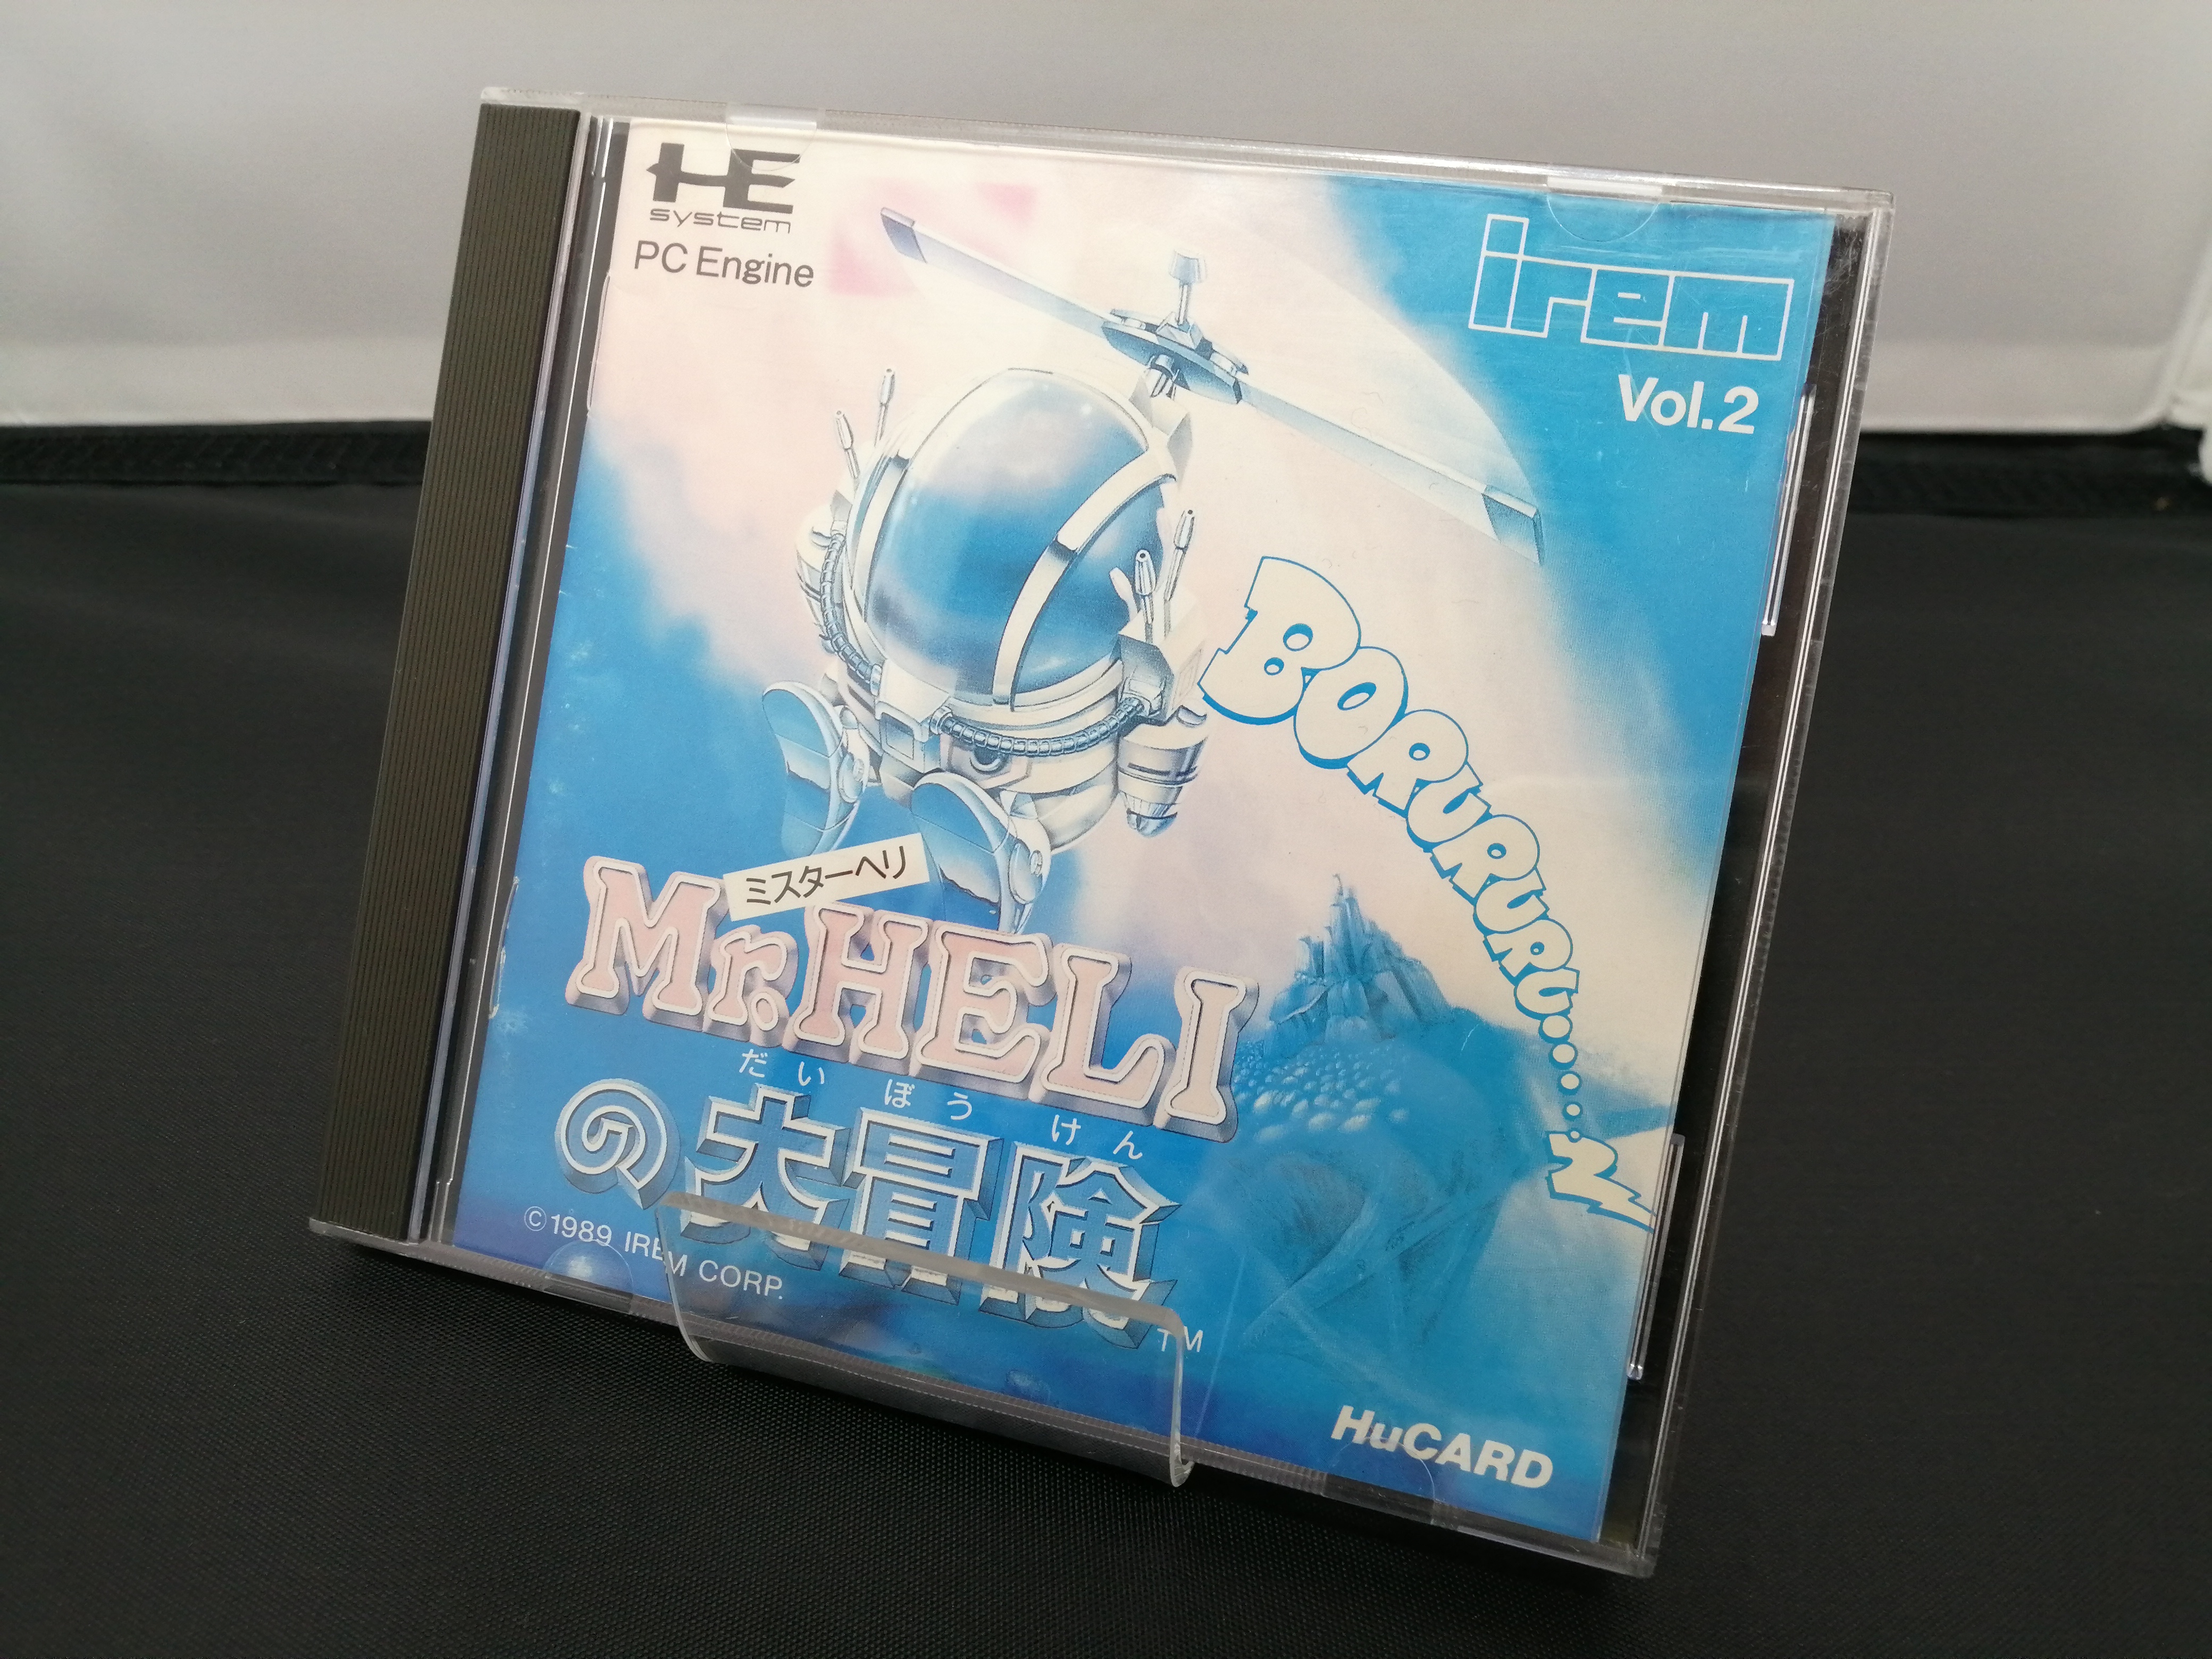 HE
system
PC Engine
irem
Vol.2
BORURURU......N
ミスターヘリ
Mr.HELI
だいぼうけん
の大冒険
TM
©1989 IREM CORP.
HuCARD